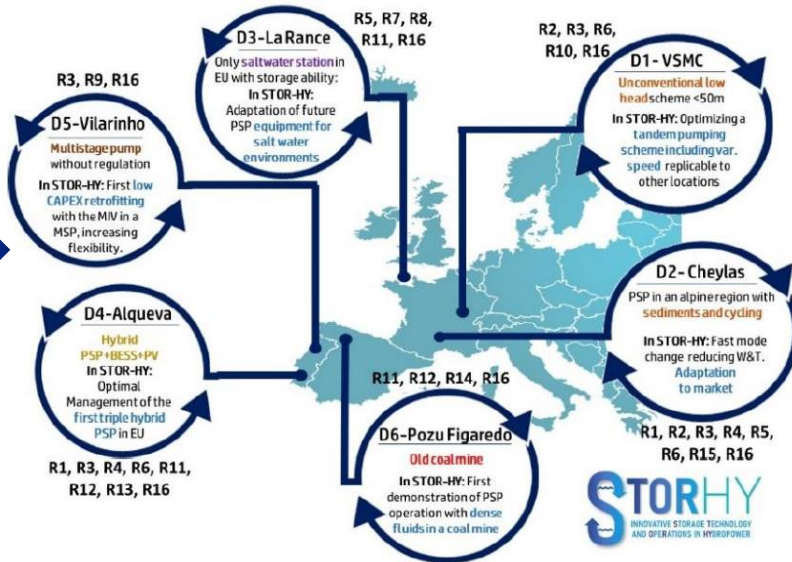 R5, R7, R8,
R11, R16
D3-La Rance
Only saltwater station in
EU with storage ability:
In STOR-HY:
Adaptation of future
PSP equipment for
salt water
environments
R2, R3, R6,
R10, R16
D1- VSMC
Unconventional low
head scheme <50m
In STOR-HY: Optimizing a
tandem pumping
scheme including var.
speed replicable to
other locations
R3, R9, R16
D5-Vilarinho
Multistage pump
without regulation
In STOR-HY: First low
CAPEX retrofitting
with the MIV in a
MSP, increasing
flexibility.
D2- Cheylas
PSP in an alpine region with
sediments and cycling
In STOR-HY: Fast mode
change reducing W&T.
Adaptation
to market
R1, R2, R3, R4, R5,
R6, R15, R16
D4-Alqueva
Hybrid
PSP+BESS+PV
In STOR-HY:
Optimal
Management of the
first triple hybrid
PSP in EU
R1, R3, R4, R6, R11,
R12, R13, R16
R11, R12, R14, R16
D6-Pozu Figaredo
Old coal mine
In STOR-HY: First
demonstration of PSP
operation with dense
fluids in a coal mine
STORHY
INNOVATIVE STORAGE TECHNOLOGY
AND OPERATIONS IN HYDROPOWER